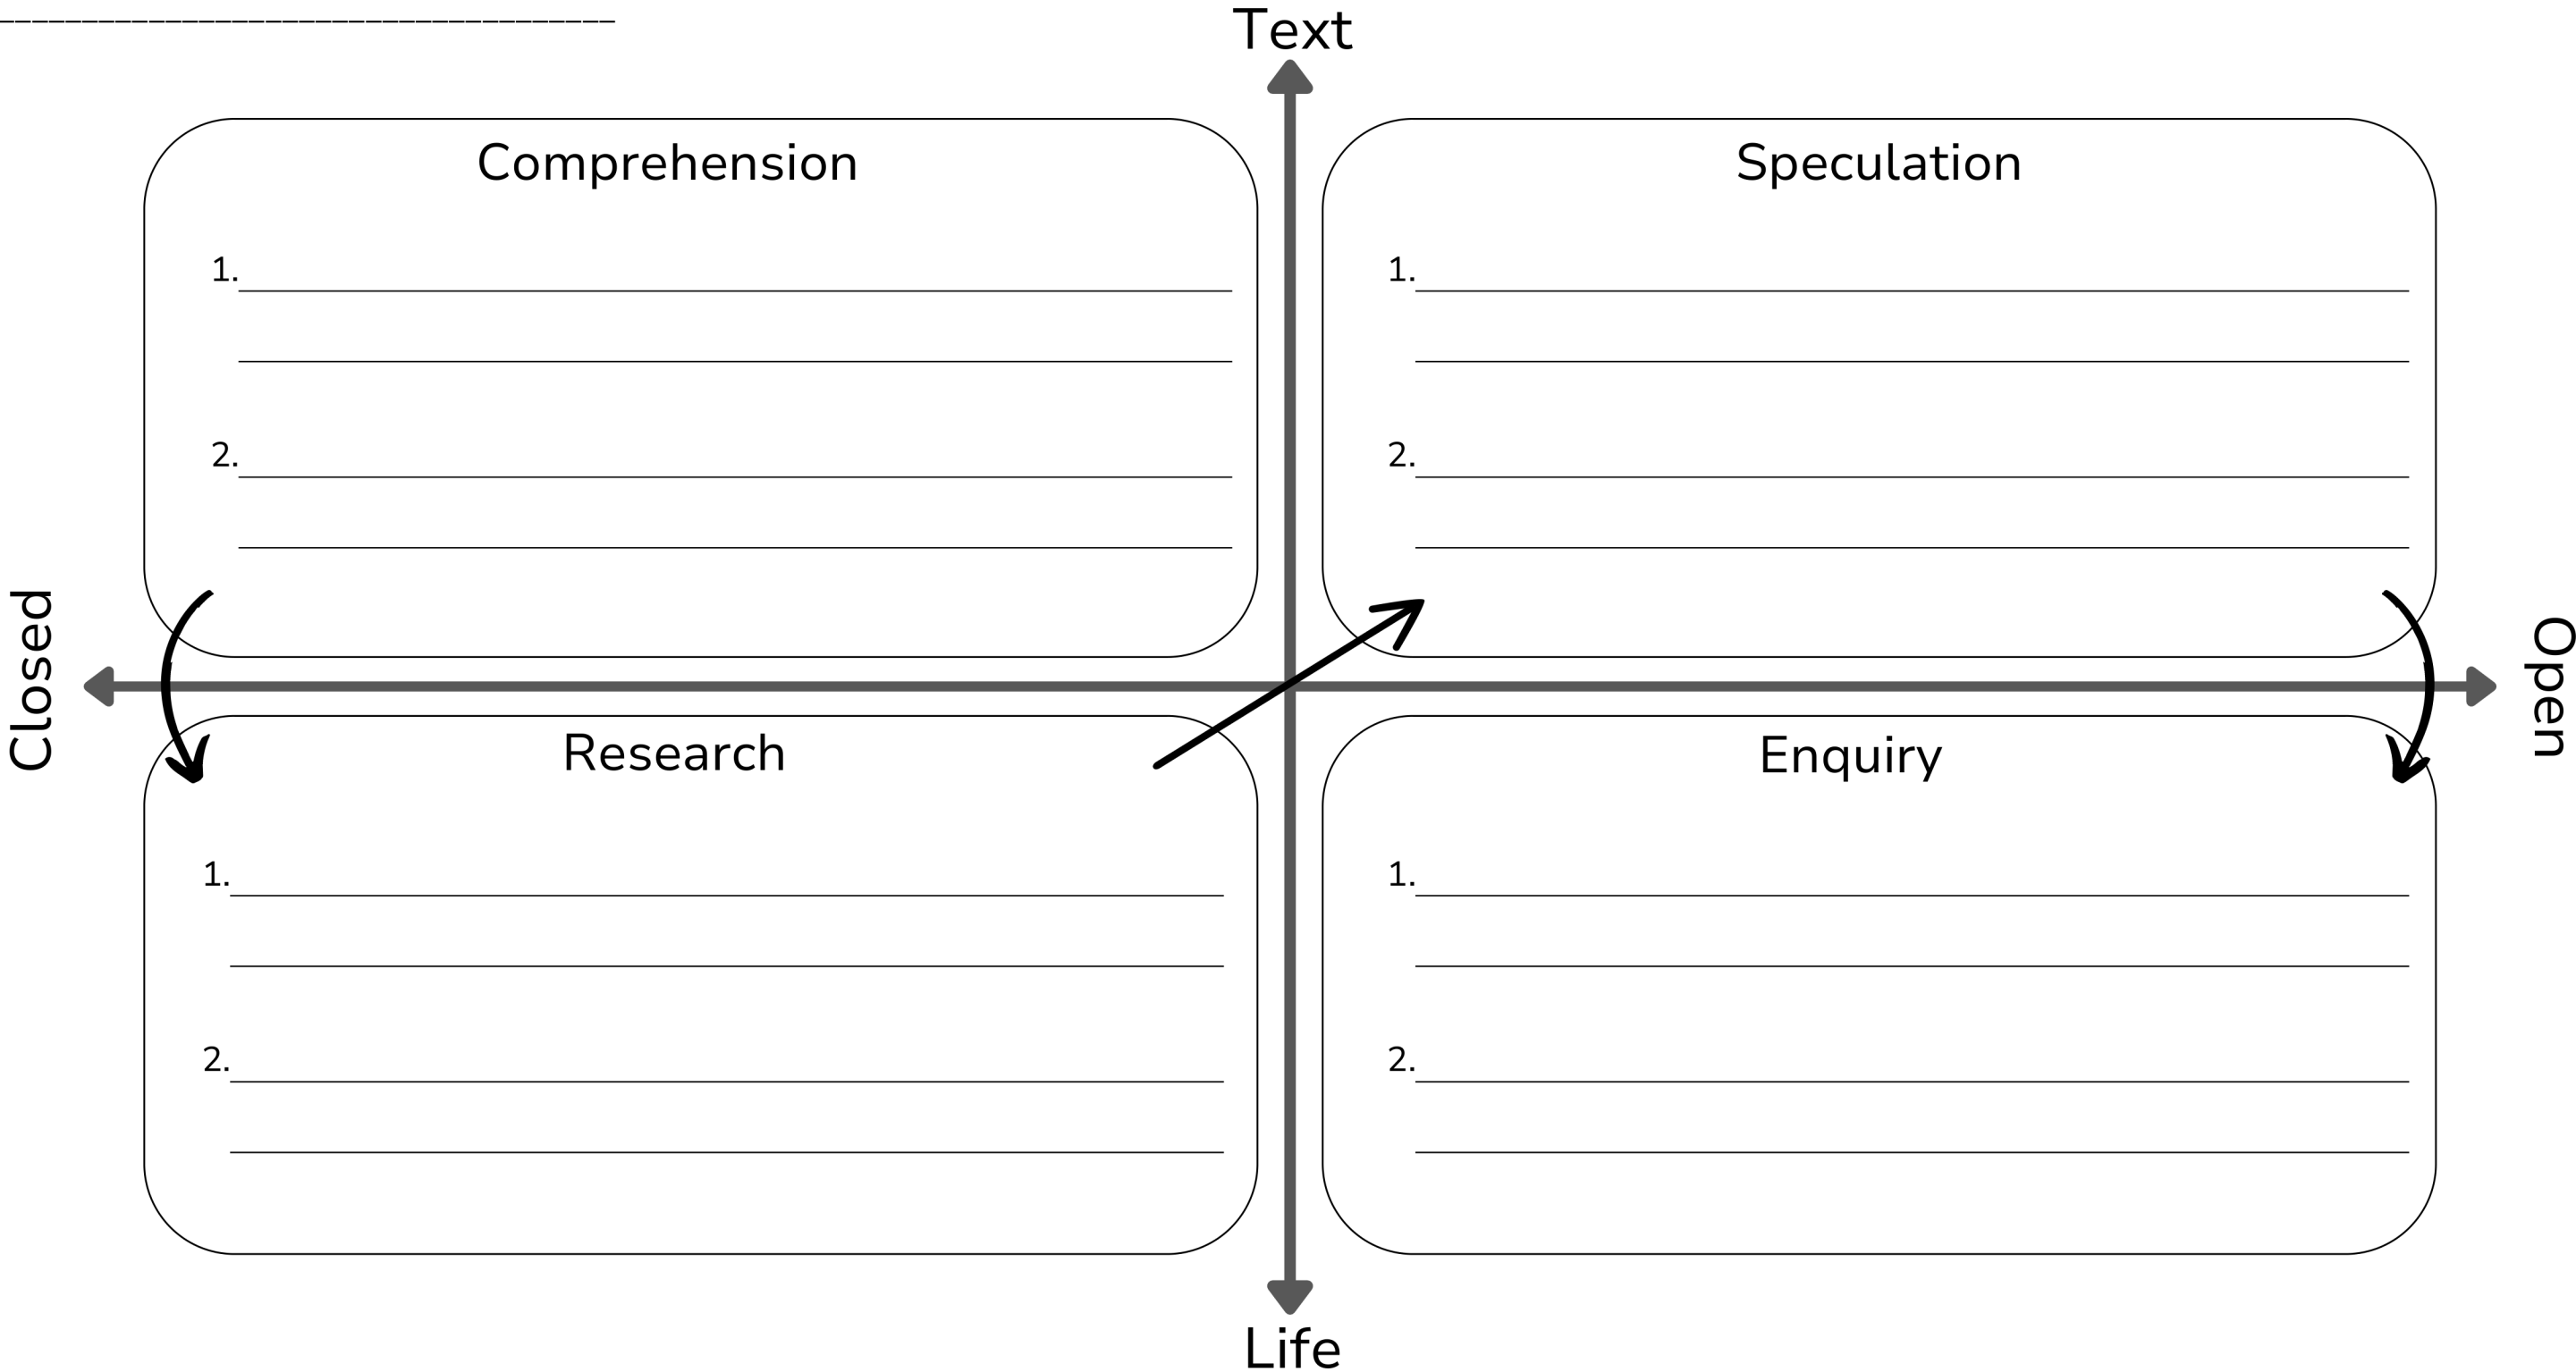 Text
Comprehension
1.
2.
Speculation
1.
2.
Closed
Open
Research
1.
2.
Enquiry
1.
2.
Life